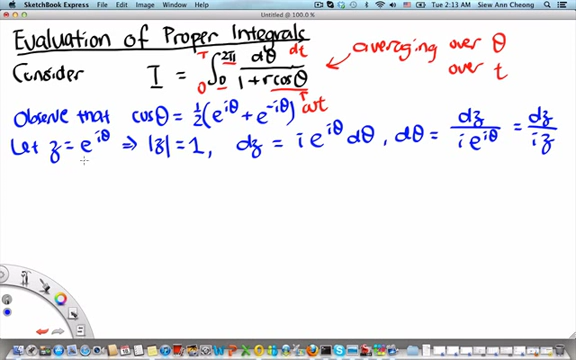 SketchBook Express File Edit Image Window Help Tue 2:13 AM Siew Ann Cheong
Untitled @ 100.0 %
Evaluation of Proper Integrals
Consider I = ∫_0^{2π} dθ / (1 + r cos θ) T 0 dt ωt ← averaging over θ
over t
Observe that cos θ = 1/2 (e^{iθ} + e^{-iθ})
Let z = e^{iθ} ⇒ |z| = 1, dz = i e^{iθ} dθ, dθ = dz / (i e^{iθ}) = dz / (iz)